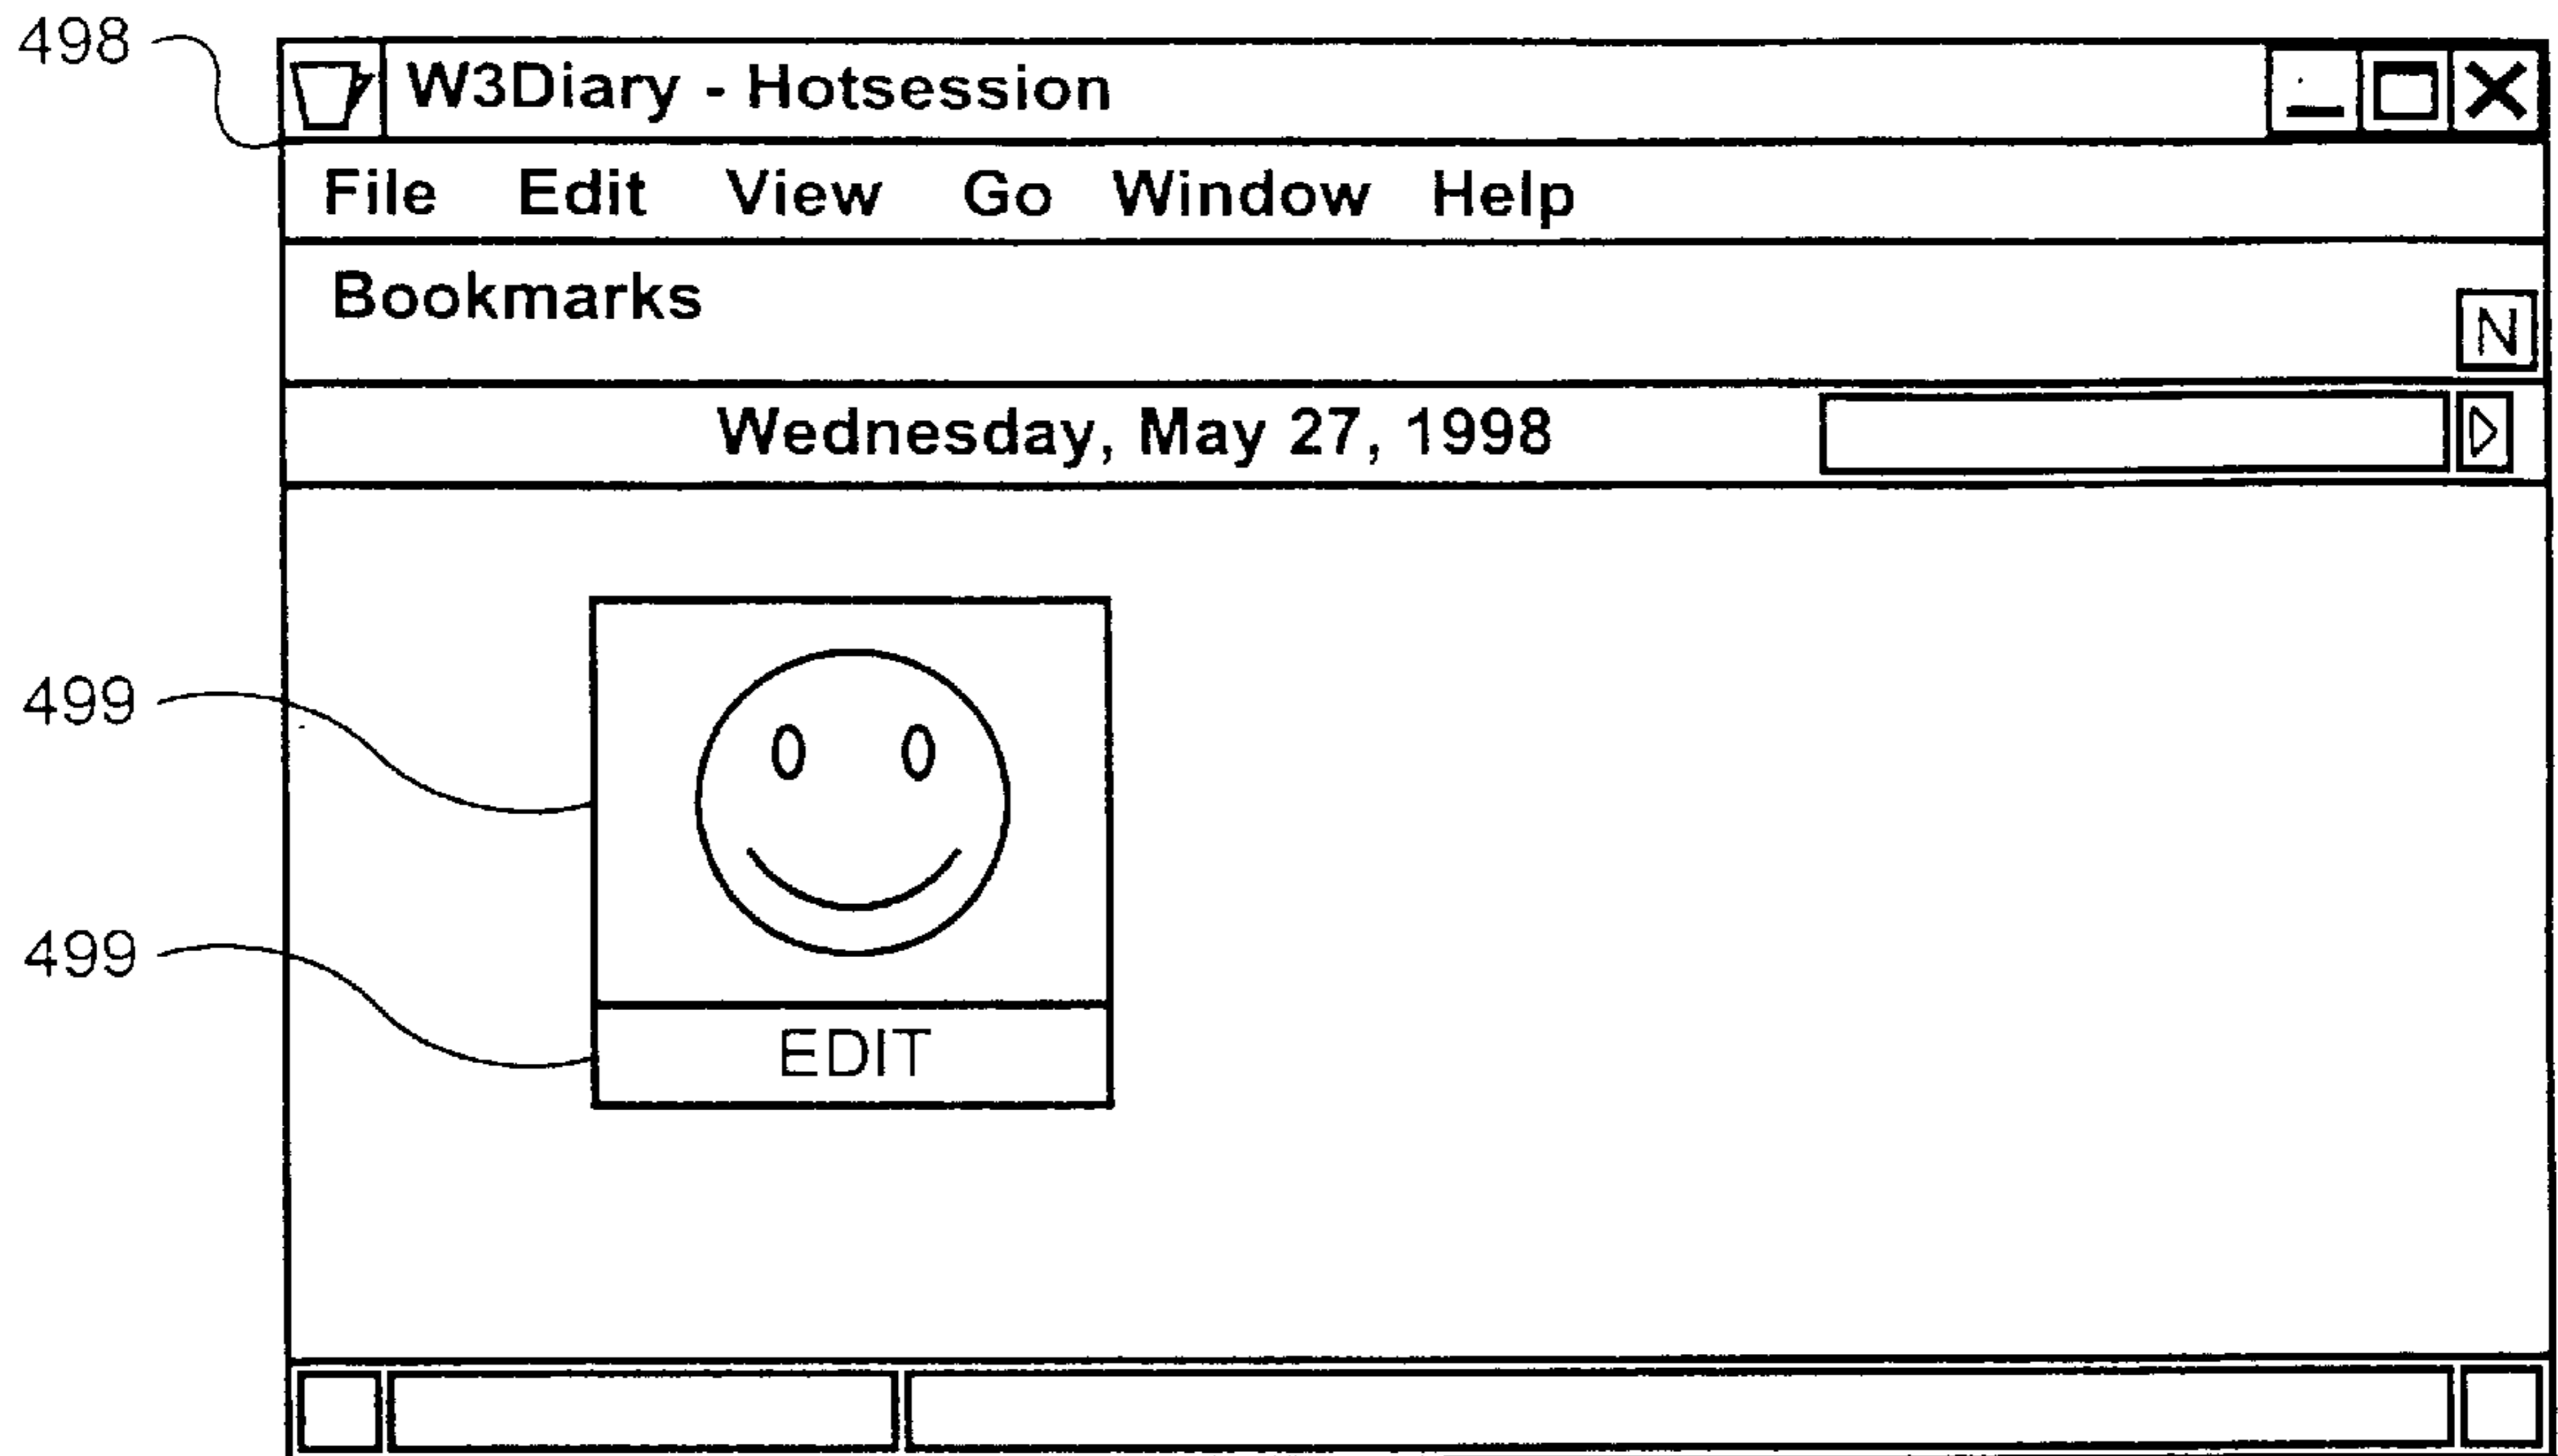 498
W3Diary - Hotsession
File Edit View Go Window Help
Bookmarks
N
Wednesday, May 27, 1998
499
499
EDIT